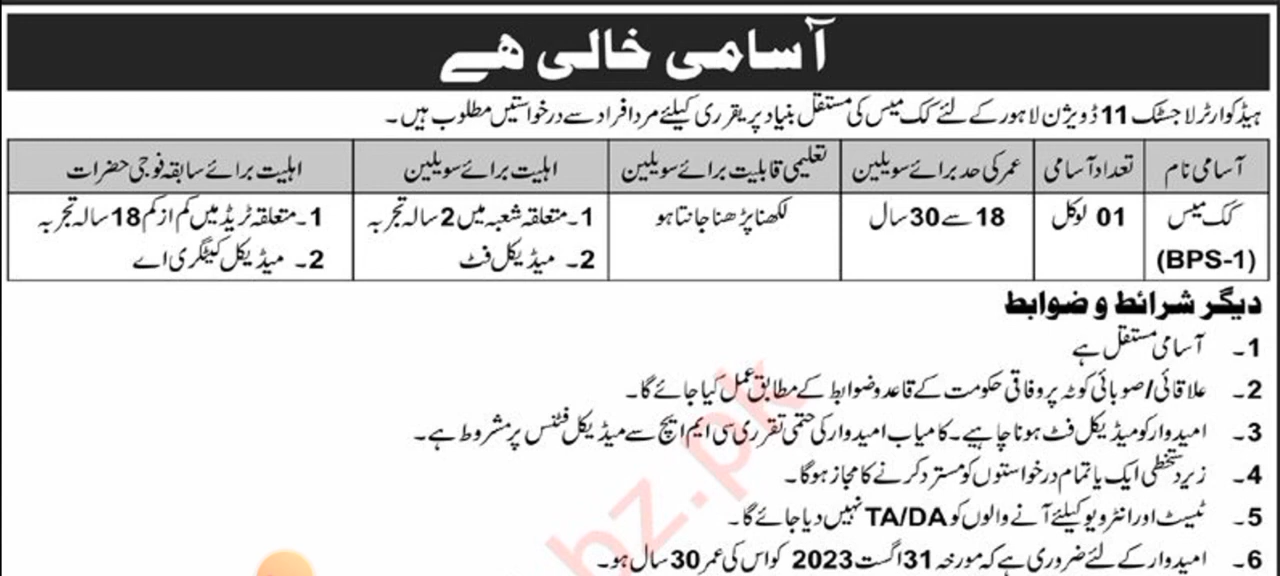 آسامی خالی ھے
ہیڈ کوارٹر لاجسٹک 11 ڈویژن لاہور کے لئے کک میس کی مستقل بنیاد پر تقرری کیلئے مرد افراد سے درخواستیں مطلوب ہیں۔
آسامی نام | تعداد آسامی | عمر کی حد برائے سویلین | تعلیمی قابلیت برائے سویلین | اہلیت برائے سویلین | اہلیت برائے سابقہ فوجی حضرات
کک میس | 01 لوکل | 18 سے 30 سال | لکھنا پڑھنا جانتا ہو | 1۔ متعلقہ شعبہ میں 2 سالہ تجربہ | 1۔ متعلقہ ٹریڈ میں کم از کم 18 سالہ تجربہ
(BPS-1) | 2۔ میڈیکل فٹ | 2۔ میڈیکل کیٹگری اے
دیگر شرائط و ضوابط
1۔ آسامی مستقل ہے
2۔ علاقائی/صوبائی کوٹہ پر وفاقی حکومت کے قاعد و ضوابط کے مطابق عمل کیا جائے گا۔
3۔ امیدوار کو میڈیکل فٹ ہونا چاہیے۔ کامیاب امیدوار کی حتمی تقرری سی ایم ایچ سے میڈیکل فٹنس پر مشروط ہے۔
4۔ زیر دستخطی ایک یا تمام درخواستوں کو مسترد کرنے کا مجاز ہوگا۔
5۔ ٹیسٹ اور انٹرویو کیلئے آنے والوں کو TA/DA نہیں دیا جائے گا۔
6۔ امیدوار کے لئے ضروری ہے کہ مورخہ 31 اگست 2023 کو اس کی عمر 30 سال ہو۔
bz.pk